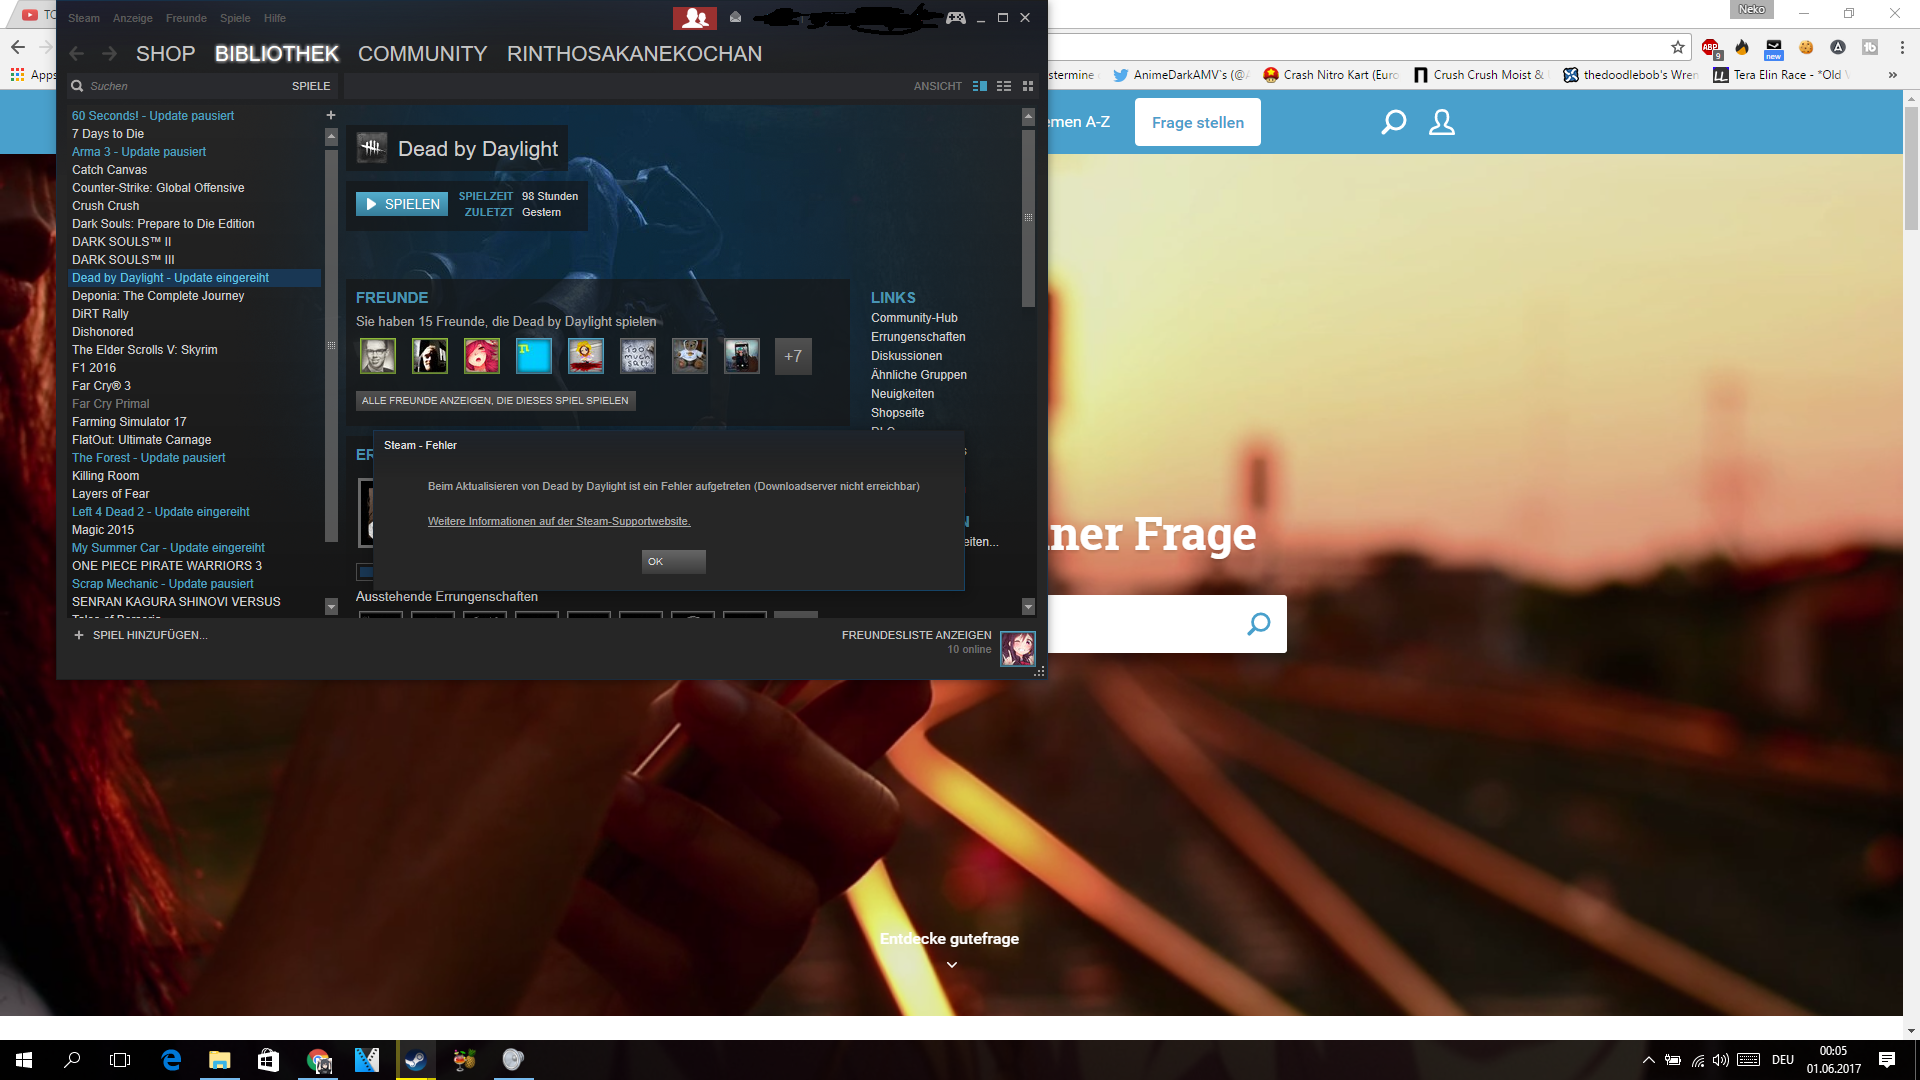 TO
Steam Anzeige Freunde Spiele Hilfe
Neko
SHOP BIBLIOTHEK COMMUNITY RINTHOSAKANEKOCHAN
ABP 9 new
Apps
stermine AnimeDarkAMV`s (@ Crash Nitro Kart (Euro Crush Crush Moist & thedoodlebob's Wren Tera Elin Race - *Old
Suchen SPIELE
ANSICHT
60 Seconds! - Update pausiert
7 Days to Die
Arma 3 - Update pausiert
Catch Canvas
Counter-Strike: Global Offensive
Crush Crush
Dark Souls: Prepare to Die Edition
DARK SOULS™ II
DARK SOULS™ III
Dead by Daylight - Update eingereiht
Deponia: The Complete Journey
DiRT Rally
Dishonored
The Elder Scrolls V: Skyrim
F1 2016
Far Cry® 3
Far Cry Primal
Farming Simulator 17
FlatOut: Ultimate Carnage
The Forest - Update pausiert
Killing Room
Layers of Fear
Left 4 Dead 2 - Update eingereiht
Magic 2015
My Summer Car - Update eingereiht
ONE PIECE PIRATE WARRIORS 3
Scrap Mechanic - Update pausiert
SENRAN KAGURA SHINOVI VERSUS
+ SPIEL HINZUFÜGEN...
Dead by Daylight
SPIELEN
SPIELZEIT 98 Stunden
ZULETZT Gestern
FREUNDE
Sie haben 15 Freunde, die Dead by Daylight spielen
n
TOO much salt
+7
ALLE FREUNDE ANZEIGEN, DIE DIESES SPIEL SPIELEN
LINKS
Community-Hub
Errungenschaften
Diskussionen
Ähnliche Gruppen
Neuigkeiten
Shopseite
DLC
ER
Steam - Fehler
Beim Aktualisieren von Dead by Daylight ist ein Fehler aufgetreten (Downloadserver nicht erreichbar)
Weitere Informationen auf der Steam-Supportwebsite.
OK
N
eiten...
Ausstehende Errungenschaften
FREUNDESLISTE ANZEIGEN
10 online
emen A-Z
Frage stellen
ner Frage
Entdecke gutefrage
DEU
00:05
01.06.2017